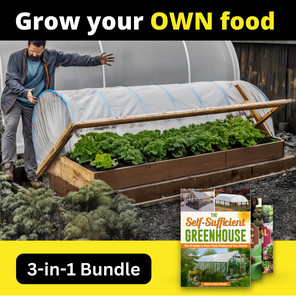 Grow your OWN food
THE
Self-Sufficient
GREENHOUSE
3-in-1 Bundle